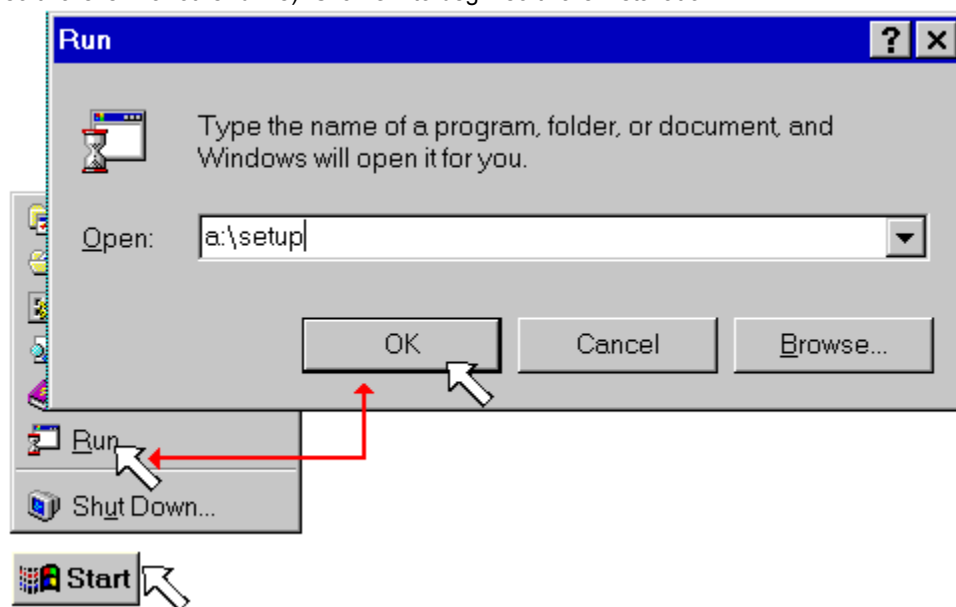 Run
Type the name of a program, folder, or document, and
Windows will open it for you.
Open:
a:\setup
OK
Cancel
Browse...
Run
Shut Down...
Start